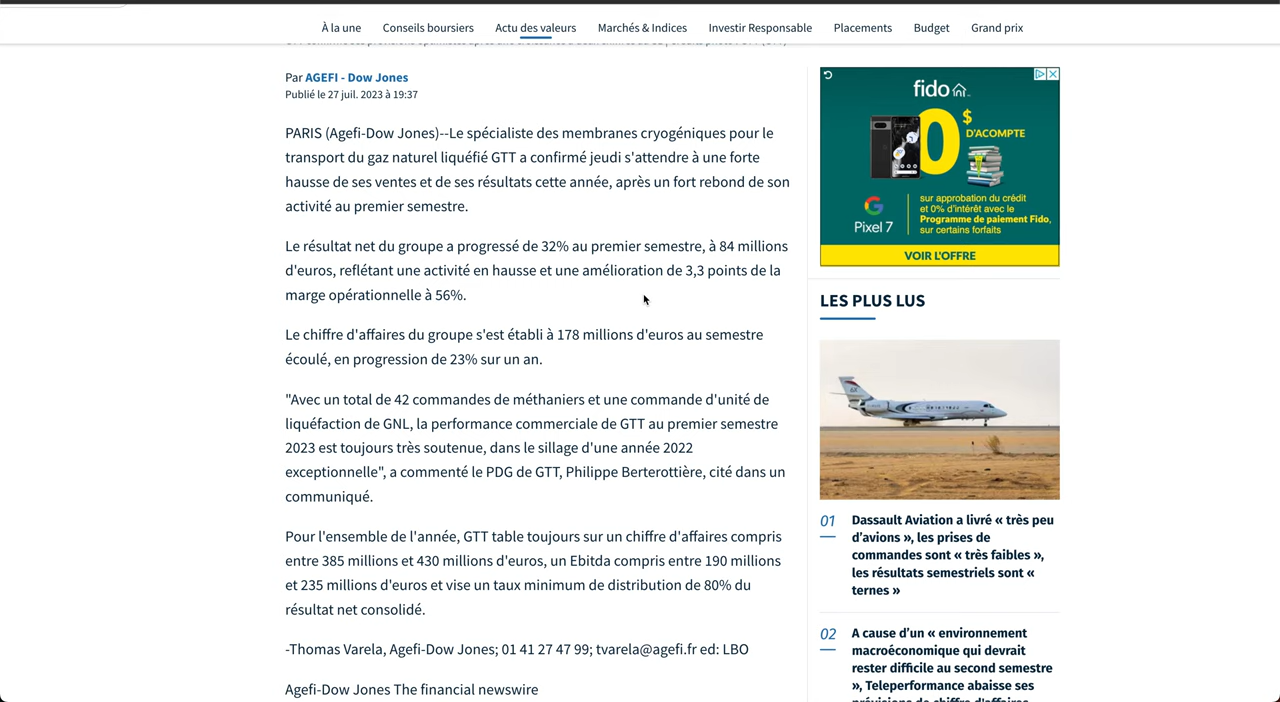 À la une
Conseils boursiers
Actu des valeurs
Marchés & Indices
Investir Responsable
Placements
Budget
Grand prix
Par AGEFI - Dow Jones
Publié le 27 juil. 2023 à 19:37
PARIS (Agefi-Dow Jones)--Le spécialiste des membranes cryogéniques pour le
transport du gaz naturel liquéfié GTT a confirmé jeudi s'attendre à une forte
hausse de ses ventes et de ses résultats cette année, après un fort rebond de son
activité au premier semestre.
Le résultat net du groupe a progressé de 32% au premier semestre, à 84 millions
d'euros, reflétant une activité en hausse et une amélioration de 3,3 points de la
marge opérationnelle à 56%.
Le chiffre d'affaires du groupe s'est établi à 178 millions d'euros au semestre
écoulé, en progression de 23% sur un an.
"Avec un total de 42 commandes de méthaniers et une commande d'unité de
liquéfaction de GNL, la performance commerciale de GTT au premier semestre
2023 est toujours très soutenue, dans le sillage d'une année 2022
exceptionnelle", a commenté le PDG de GTT, Philippe Berterottière, cité dans un
communiqué.
Pour l'ensemble de l'année, GTT table toujours sur un chiffre d'affaires compris
entre 385 millions et 430 millions d'euros, un Ebitda compris entre 190 millions
et 235 millions d'euros et vise un taux minimum de distribution de 80% du
résultat net consolidé.
-Thomas Varela, Agefi-Dow Jones; 01 41 27 47 99; tvarela@agefi.fr ed: LBO
Agefi-Dow Jones The financial newswire
fido
0$
D'ACOMPTE
G
Pixel 7
sur approbation du crédit
et 0% d'intérêt avec le
Programme de paiement Fido,
sur certains forfaits
VOIR L'OFFRE
LES PLUS LUS
01
Dassault Aviation a livré « très peu
d'avions », les prises de
commandes sont « très faibles »,
les résultats semestriels sont «
ternes »
02
A cause d'un « environnement
macroéconomique qui devrait
rester difficile au second semestre
», Teleperformance abaisse ses
prévisions de chiffre d'affaires